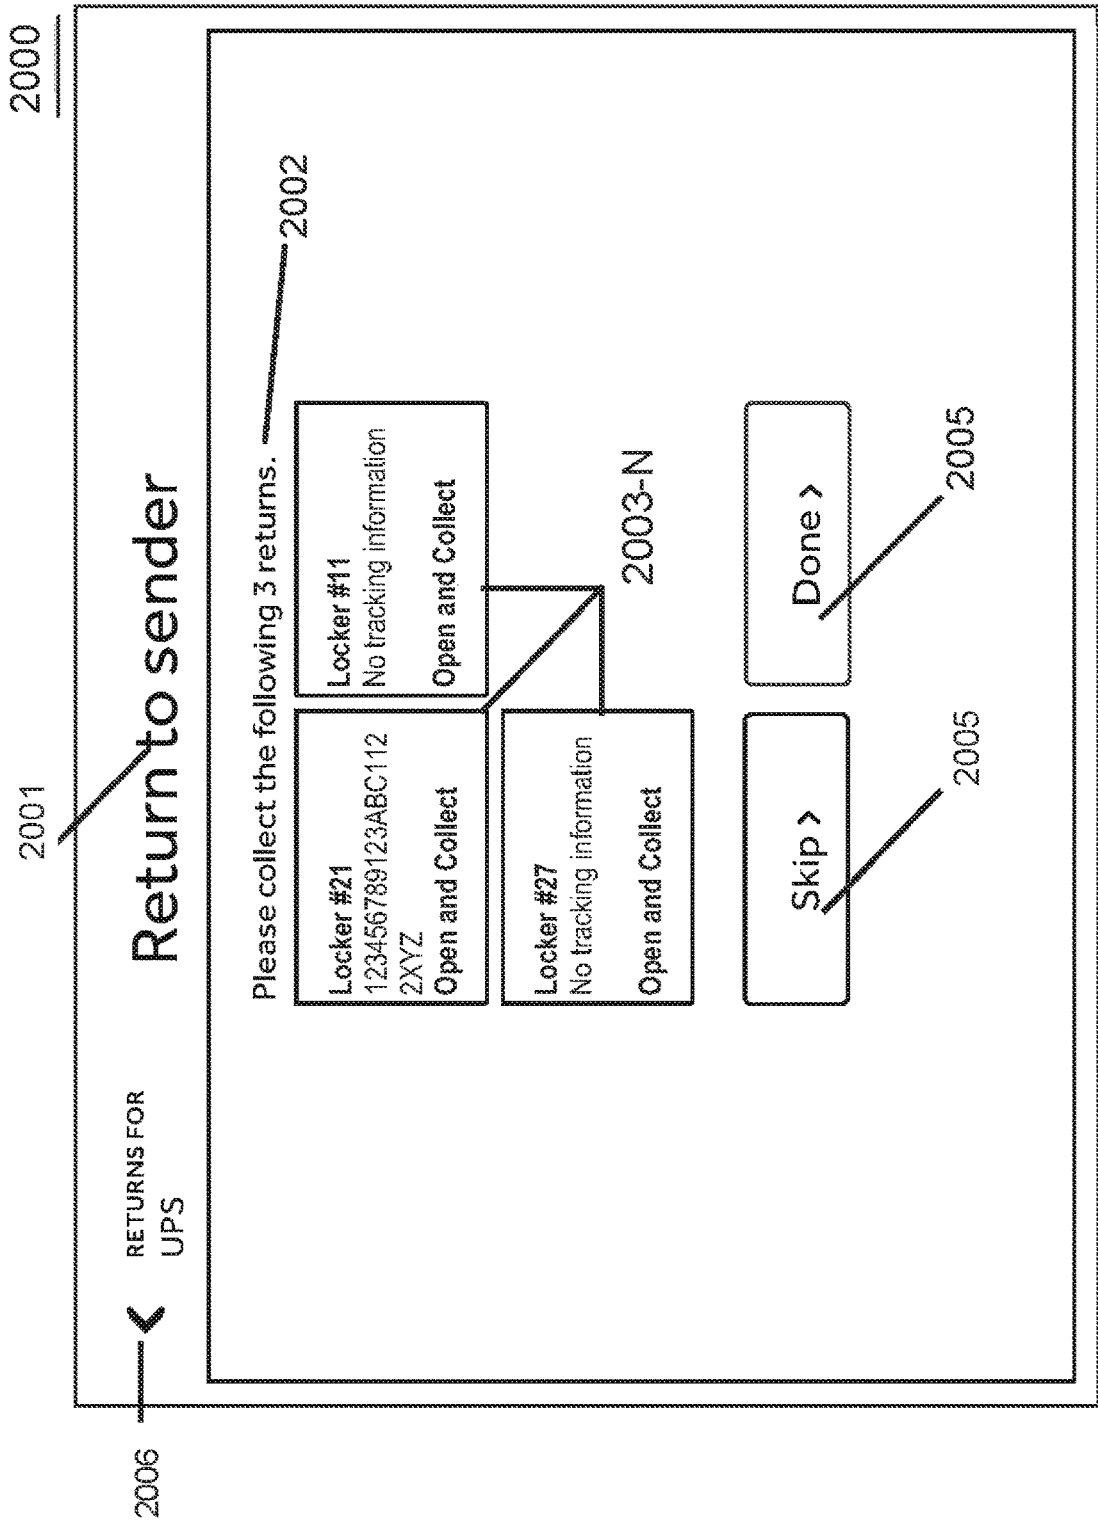 2000
2001
2006
RETURNS FOR
UPS
Return to sender
Please collect the following 3 returns.
2002
Locker #21
123456789123ABC112
2XYZ
Open and Collect
Locker #11
No tracking information
Open and Collect
Locker #27
No tracking information
Open and Collect
2003-N
Skip >
Done >
2005
2005